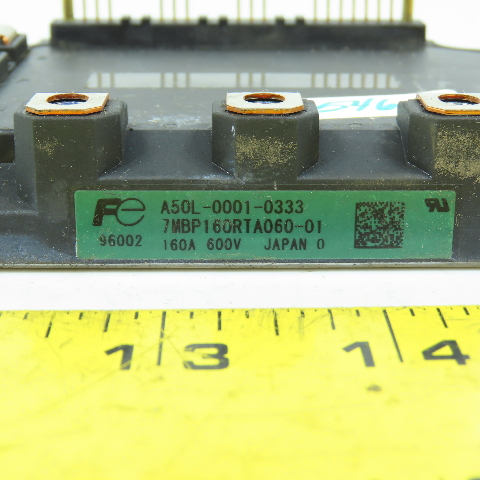 Fe A50L-0001-0333
7MBP160RTA060-01
96002 160A 600V JAPAN 0
13 14